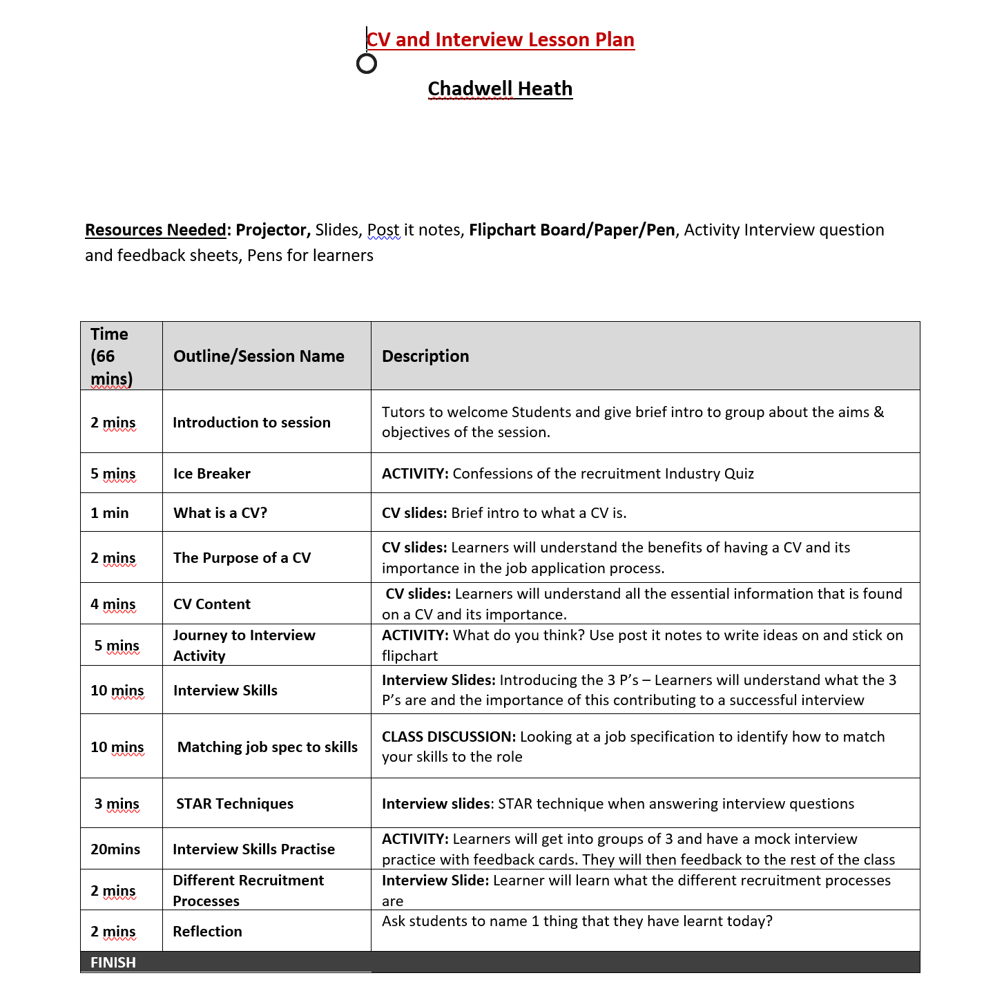 CV and Interview Lesson Plan
Chadwell Heath
Resources Needed: Projector, Slides, Post it notes, Flipchart Board/Paper/Pen, Activity Interview question
and feedback sheets, Pens for learners
Time
(66
mins)
Outline/Session Name
Description
2 mins
Introduction to session
Tutors to welcome Students and give brief intro to group about the aims &
objectives of the session.
5 mins
Ice Breaker
ACTIVITY: Confessions of the recruitment Industry Quiz
1 min
What is a CV?
CV slides: Brief intro to what a CV is.
2 mins
The Purpose of a CV
CV slides: Learners will understand the benefits of having a CV and its
importance in the job application process.
4 mins
CV Content
CV slides: Learners will understand all the essential information that is found
on a CV and its importance.
5 mins
Journey to Interview
Activity
ACTIVITY: What do you think? Use post it notes to write ideas on and stick on
flipchart
10 mins
Interview Skills
Interview Slides: Introducing the 3 P’s – Learners will understand what the 3
P’s are and the importance of this contributing to a successful interview
10 mins
Matching job spec to skills
CLASS DISCUSSION: Looking at a job specification to identify how to match
your skills to the role
3 mins
STAR Techniques
Interview slides: STAR technique when answering interview questions
20mins
Interview Skills Practise
ACTIVITY: Learners will get into groups of 3 and have a mock interview
practice with feedback cards. They will then feedback to the rest of the class
2 mins
Different Recruitment
Processes
Interview Slide: Learner will learn what the different recruitment processes
are
2 mins
Reflection
Ask students to name 1 thing that they have learnt today?
FINISH